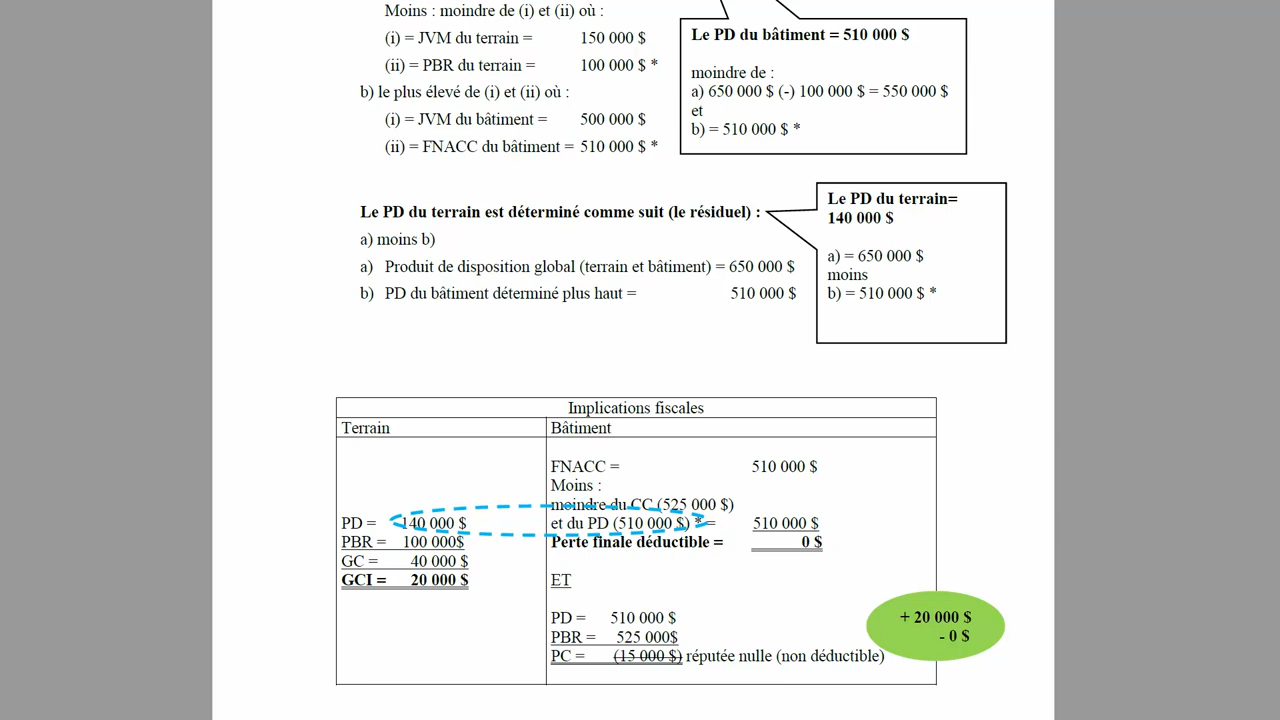 Moins : moindre de (i) et (ii) où :
(i) = JVM du terrain = 150 000 $
(ii) = PBR du terrain = 100 000 $ *
b) le plus élevé de (i) et (ii) où :
(i) = JVM du bâtiment = 500 000 $
(ii) = FNACC du bâtiment = 510 000 $ *
Le PD du bâtiment = 510 000 $
moindre de :
a) 650 000 $ (-) 100 000 $ = 550 000 $
et
b) = 510 000 $ *
Le PD du terrain est déterminé comme suit (le résiduel) :
a) moins b)
a) Produit de disposition global (terrain et bâtiment) = 650 000 $
b) PD du bâtiment déterminé plus haut = 510 000 $
Le PD du terrain=
140 000 $
a) = 650 000 $
moins
b) = 510 000 $ *
Implications fiscales
Terrain
PD = 140 000 $
PBR = 100 000$
GC = 40 000 $
GCI = 20 000 $
Bâtiment
FNACC = 510 000 $
Moins :
moindre du CC (525 000 $)
et du PD (510 000 $) * = 510 000 $
Perte finale déductible = 0 $
ET
PD = 510 000 $
PBR = 525 000$
PC = (15 000 $) réputée nulle (non déductible)
+ 20 000 $
- 0 $